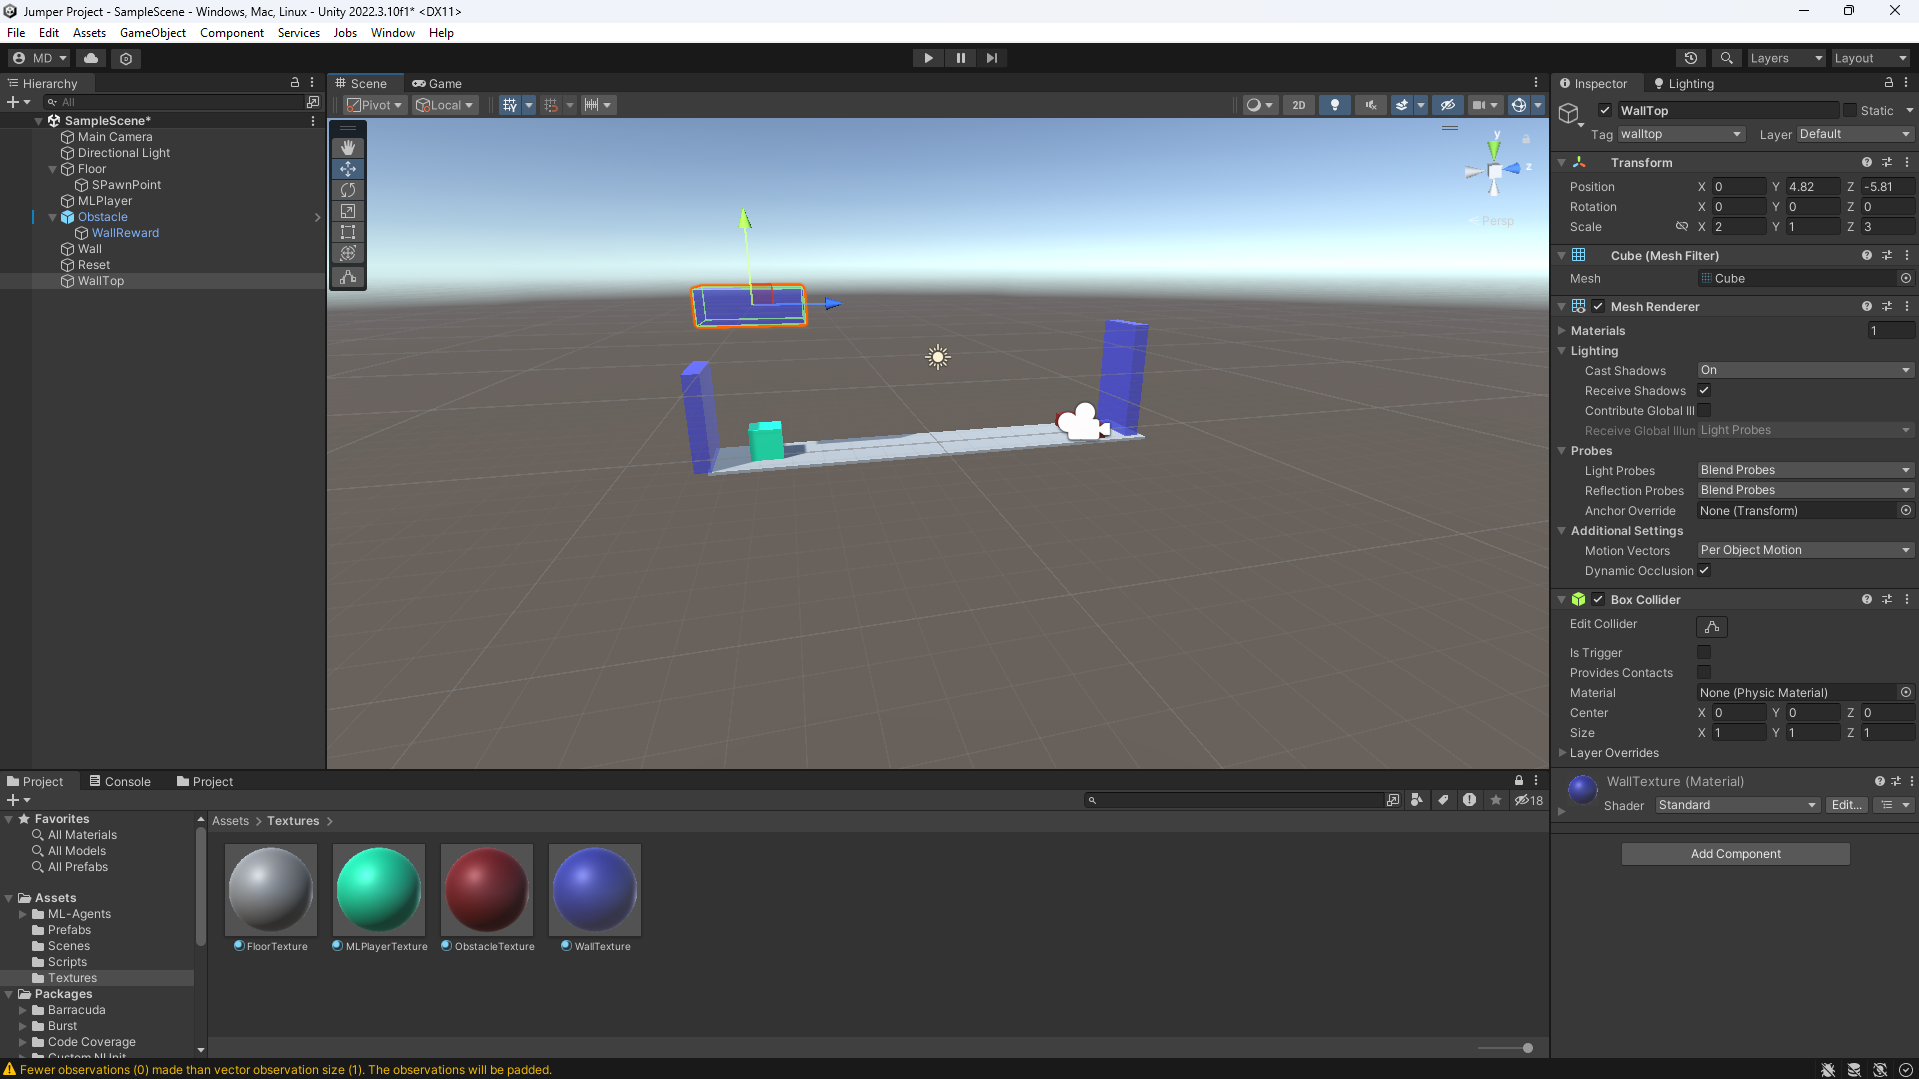 Jumper Project - SampleScene - Windows, Mac, Linux - Unity 2022.3.10f1* <DX11>
File Edit Assets GameObject Component Services Jobs Window Help
MD Layers Layout
Hierarchy
All
SampleScene*
Main Camera
Directional Light
Floor
SPawnPoint
MLPlayer
Obstacle
WallReward
Wall
Reset
WallTop
Scene Game
Pivot Local 2D
y
z
Persp
Inspector Lighting
WallTop Static
Tag walltop Layer Default
Transform
Position X 0 Y 4.82 Z -5.81
Rotation X 0 Y 0 Z 0
Scale X 2 Y 1 Z 3
Cube (Mesh Filter)
Mesh Cube
Mesh Renderer
Materials 1
Lighting
Cast Shadows On
Receive Shadows
Contribute Global Ill
Receive Global Illun Light Probes
Probes
Light Probes Blend Probes
Reflection Probes Blend Probes
Anchor Override None (Transform)
Additional Settings
Motion Vectors Per Object Motion
Dynamic Occlusion
Box Collider
Edit Collider
Is Trigger
Provides Contacts
Material None (Physic Material)
Center X 0 Y 0 Z 0
Size X 1 Y 1 Z 1
Layer Overrides
WallTexture (Material)
Shader Standard Edit...
Add Component
Project Console Project
18
Favorites
All Materials
All Models
All Prefabs
Assets
ML-Agents
Prefabs
Scenes
Scripts
Textures
Packages
Barracuda
Burst
Code Coverage
Custom NUnit
Assets > Textures >
FloorTexture MLPlayerTexture ObstacleTexture WallTexture
Fewer observations (0) made than vector observation size (1). The observations will be padded.